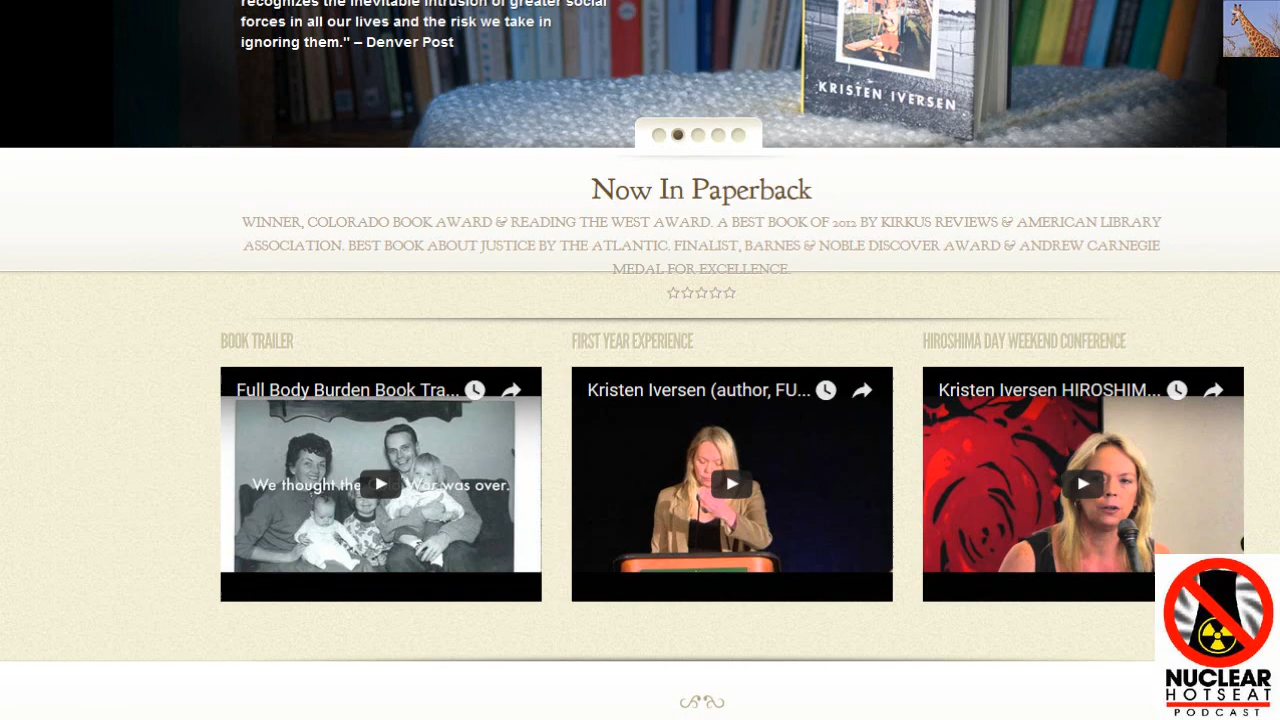 recognizes the inevitable intrusion of greater social
forces in all our lives and the risk we take in
ignoring them." – Denver Post
KRISTEN IVERSEN
Now In Paperback
WINNER, COLORADO BOOK AWARD & READING THE WEST AWARD. A BEST BOOK OF 2012 BY KIRKUS REVIEWS & AMERICAN LIBRARY
ASSOCIATION. BEST BOOK ABOUT JUSTICE BY THE ATLANTIC. FINALIST, BARNES & NOBLE DISCOVER AWARD & ANDREW CARNEGIE
MEDAL FOR EXCELLENCE.
BOOK TRAILER
FIRST YEAR EXPERIENCE
HIROSHIMA DAY WEEKEND CONFERENCE
Full Body Burden Book Tra...
Kristen Iversen (author, FU...
Kristen Iversen HIROSHIM...
We thought the Cold War was over.
NUCLEAR
HOTSEAT
PODCAST